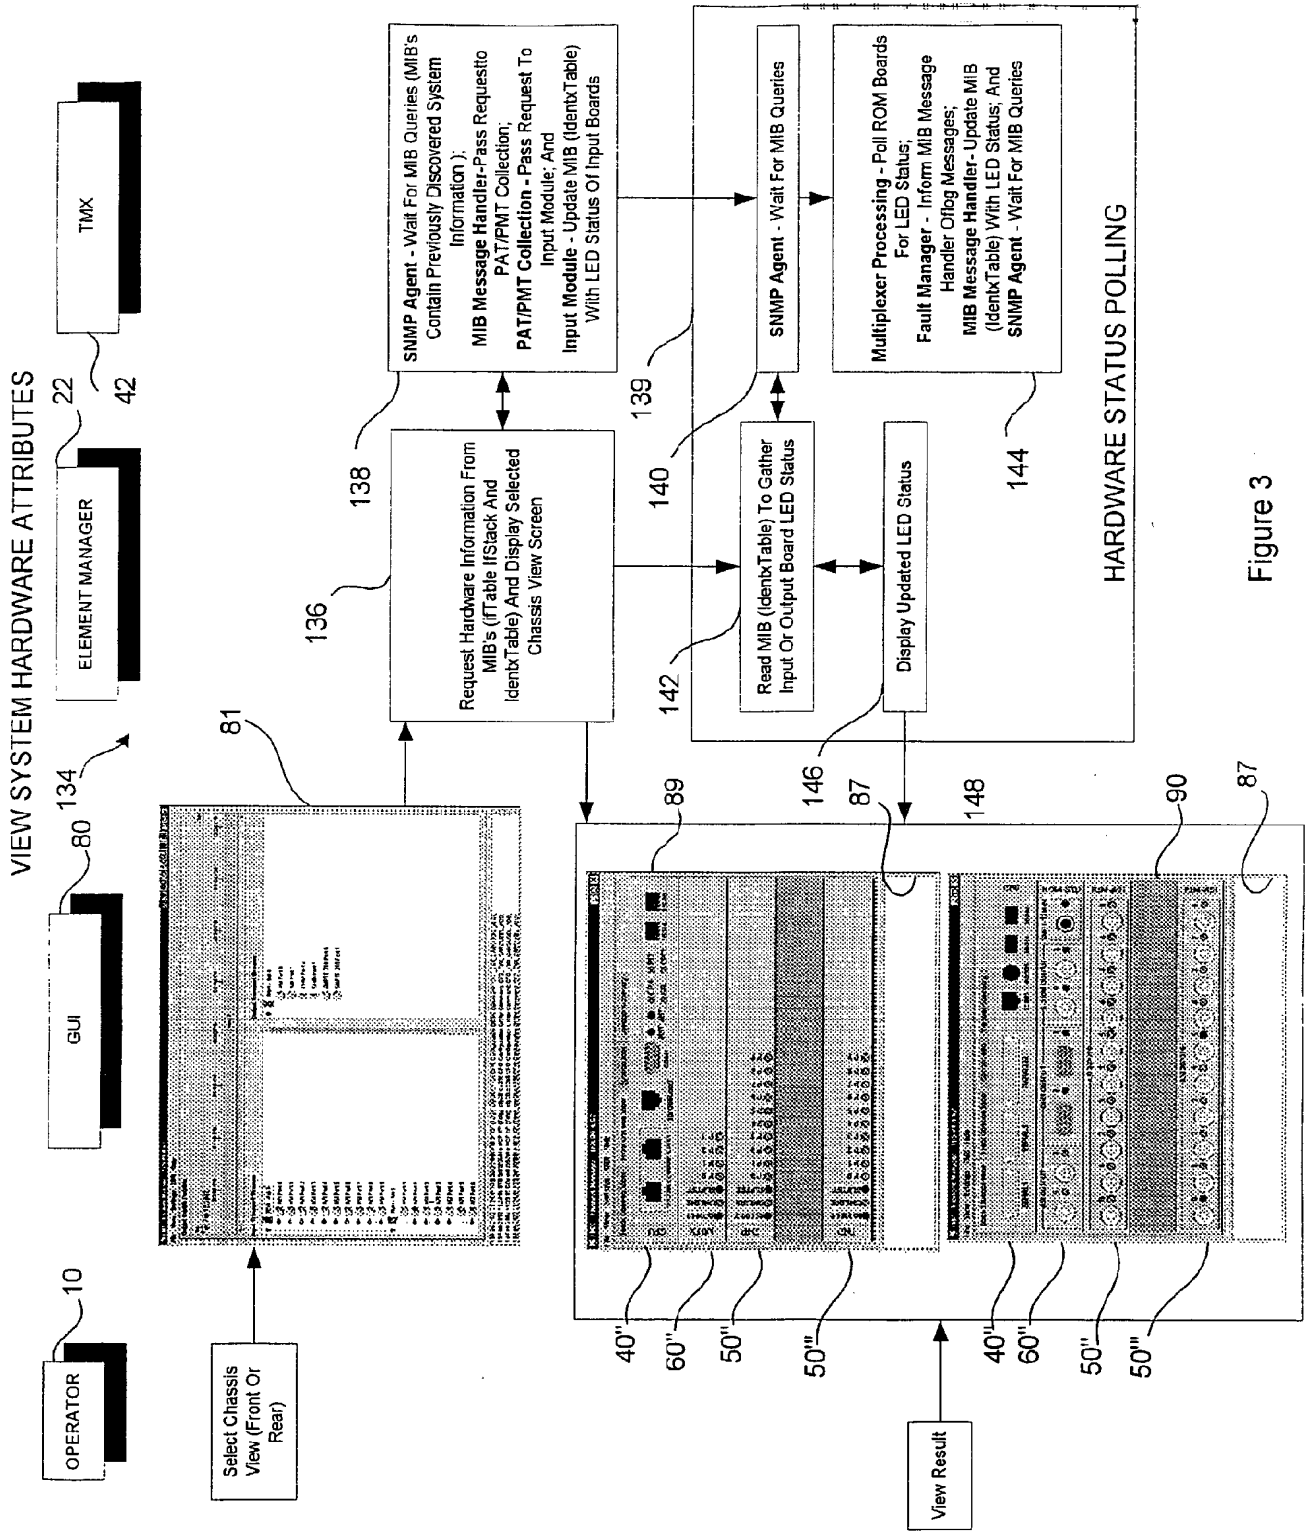 VIEW SYSTEM HARDWARE ATTRIBUTES
OPERATOR
10
GUI
80
134
ELEMENT MANAGER
22
TMX
42
Select Chassis
View (Front Or
Rear)
81
136
Request Hardware Information From
MIB's (ifTable IfStack And
IdentxTable) And Display Selected
Chassis View Screen
138
SNMP Agent - Wait For MIB Queries (MIB's
Contain Previously Discovered System
Information );
MIB Message Handler-Pass Requestto
PAT/PMT Collection;
PAT/PMT Collection - Pass Request To
Input Module; And
Input Module - Update MIB (IdentxTable)
With LED Status Of Input Boards
139
140
SNMP Agent - Wait For MIB Queries
142
Read MIB (IdentxTable) To Gather
Input Or Output Board LED Status
144
Multiplexer Processing - Poll ROM Boards
For LED Status;
Fault Manager - Inform MIB Message
Handler Oflog Messages;
MIB Message Handler- Update MIB
(IdentxTable) With LED Status; And
SNMP Agent - Wait For MIB Queries
146
Display Updated LED Status
HARDWARE STATUS POLLING
View Result
40"
60"
50"
50'''
89
87
148
40"
60"
50"
50'''
90
87
Figure 3